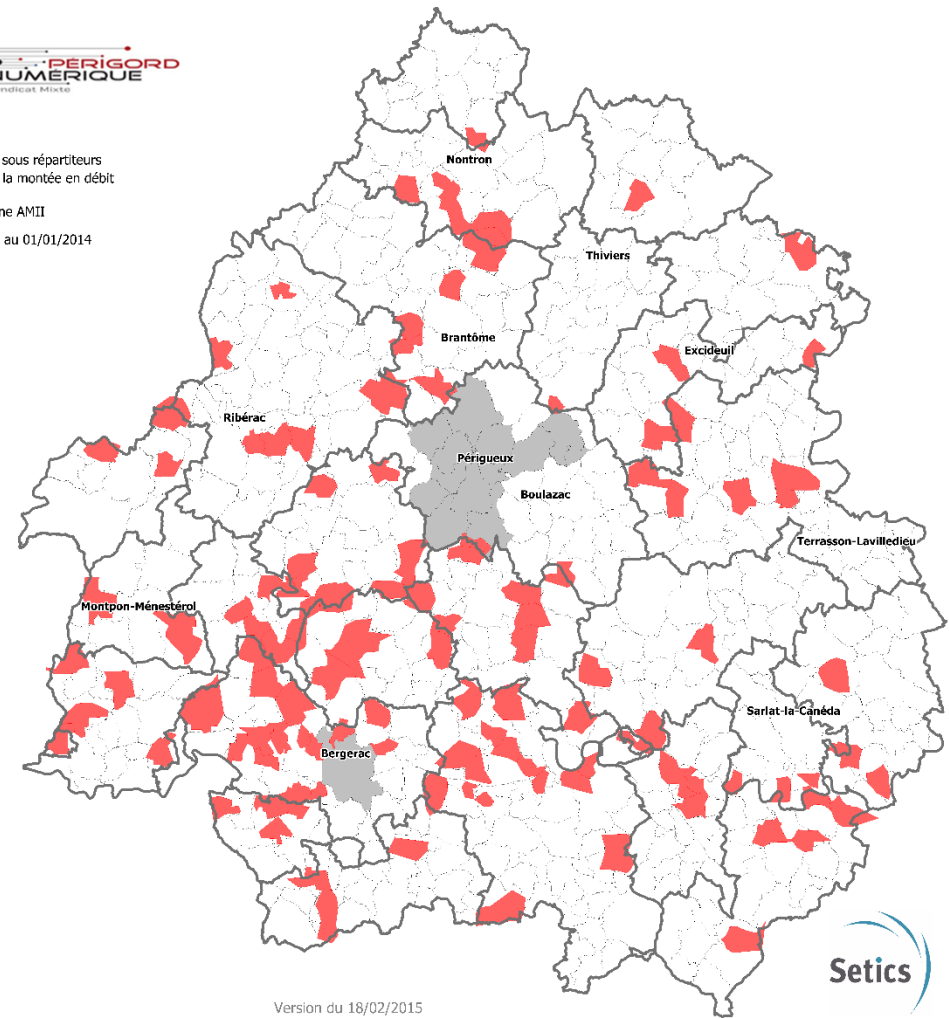 PÉRIGORD
NUMÉRIQUE
Syndicat Mixte
sous répartiteurs
la montée en débit
ne AMII
au 01/01/2014
Nontron
Thiviers
Brantôme
Excideuil
Ribérac
Périgueux
Boulazac
Terrasson-Lavilledieu
Montpon-Ménestérol
Sarlat-la-Canéda
Bergerac
Setics
Version du 18/02/2015